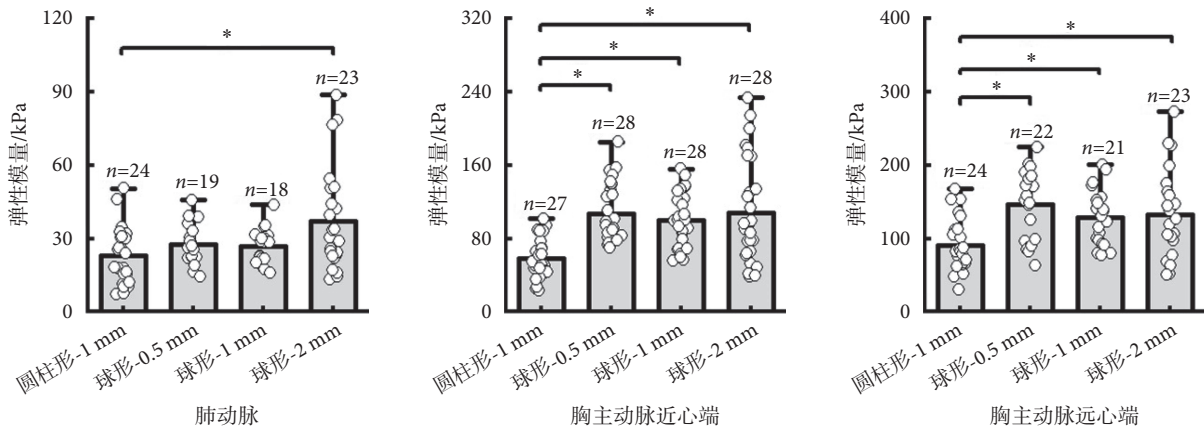 弹性模量/kPa
120
90
60
30
0
*
n=24
n=19
n=18
n=23
圆柱形-1 mm
球形-0.5 mm
球形-1 mm
球形-2 mm
肺动脉
弹性模量/kPa
320
240
160
80
0
*
*
*
n=27
n=28
n=28
n=28
圆柱形-1 mm
球形-0.5 mm
球形-1 mm
球形-2 mm
胸主动脉近心端
弹性模量/kPa
400
300
200
100
0
*
*
*
n=24
n=22
n=21
n=23
圆柱形-1 mm
球形-0.5 mm
球形-1 mm
球形-2 mm
胸主动脉远心端